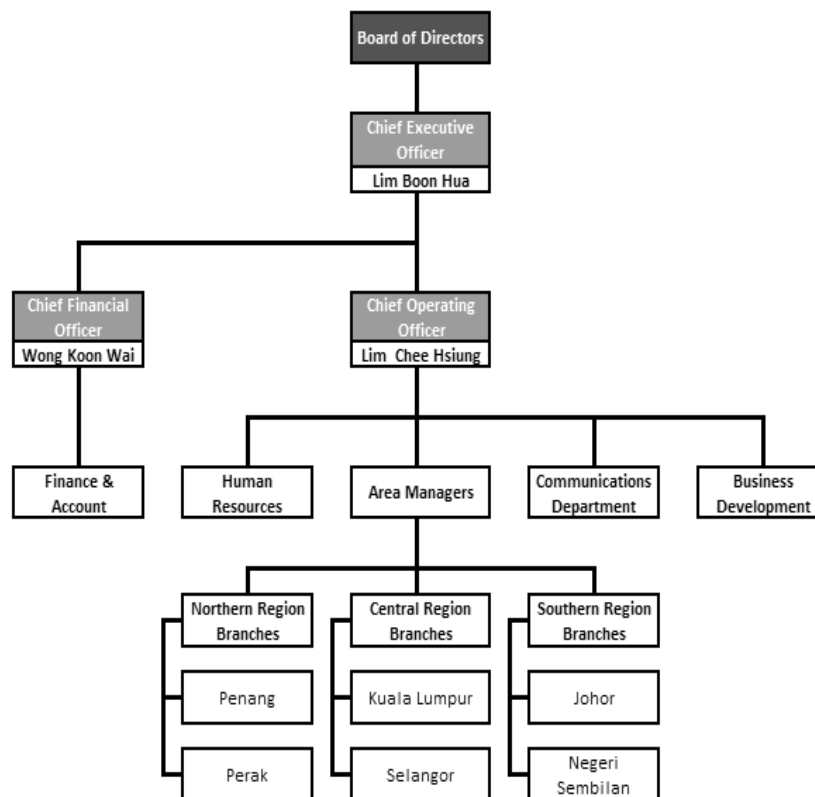 Board of Directors
Chief Executive
Officer
Lim Boon Hua
Chief Financial
Officer
Wong Koon Wai
Chief Operating
Officer
Lim Chee Hsiung
Finance &
Account
Human
Resources
Area Managers
Communications
Department
Business
Development
Northern Region
Branches
Central Region
Branches
Southern Region
Branches
Penang
Kuala Lumpur
Johor
Perak
Selangor
Negeri
Sembilan